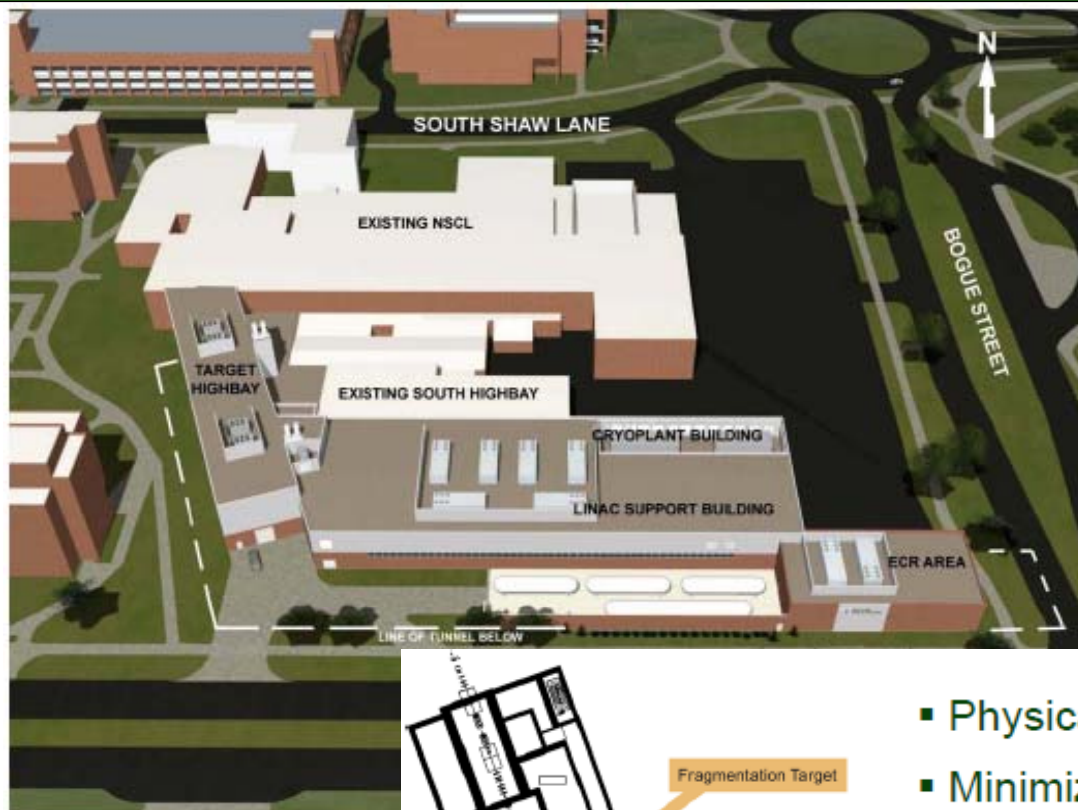 N
SOUTH SHAW LANE
EXISTING NSCL
BOGUE STREET
TARGET
HIGHBAY
EXISTING SOUTH HIGHBAY
CRYOPLANT BUILDING
LINAC SUPPORT BUILDING
ECR AREA
LINE OF TUNNEL BELOW
▪ Physic
Fragmentation Target
▪ Minimiz